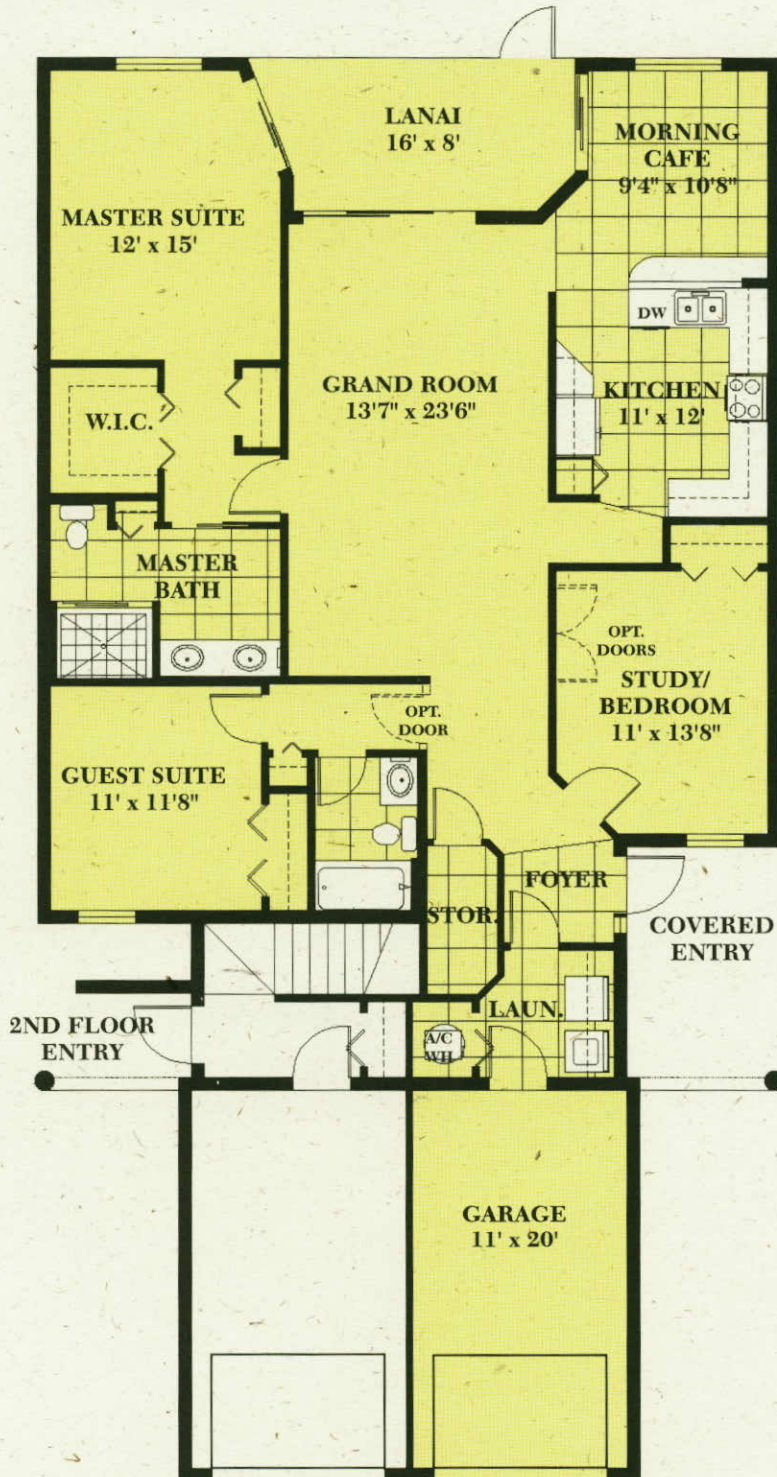 LANAI
16' x 8'
MORNING
CAFE
9'4" x 10'8"
MASTER SUITE
12' x 15'
DW
GRAND ROOM
13'7" x 23'6"
KITCHEN
11' x 12'
W.I.C.
MASTER
BATH
OPT.
DOORS
STUDY/
BEDROOM
11' x 13'8"
OPT.
DOOR
GUEST SUITE
11' x 11'8"
FOYER
STOR.
COVERED
ENTRY
LAUN.
2ND FLOOR
ENTRY
A/C
WH
GARAGE
11' x 20'